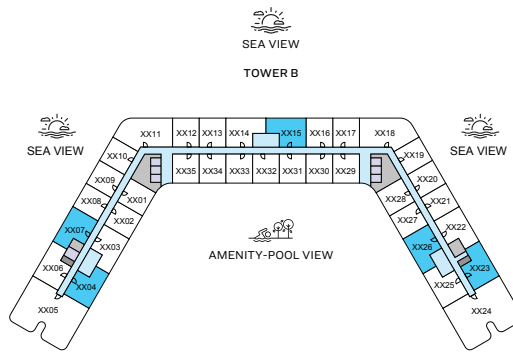 SEA VIEW
TOWER B
SEA VIEW
SEA VIEW
XX11
XX12
XX13
XX14
XX15
XX16
XX17
XX18
XX10
XX09
XX08
XX07
XX06
XX05
XX01
XX02
XX03
XX04
XX35
XX34
XX33
XX32
XX31
XX30
XX29
XX19
XX20
XX21
XX22
XX23
XX24
XX28
XX27
XX26
XX25
AMENITY-POOL VIEW